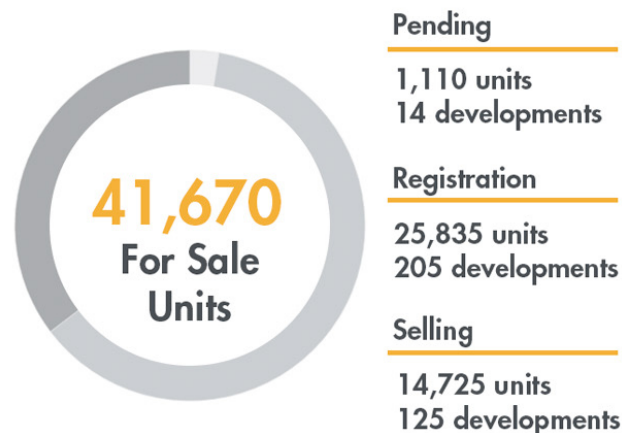 41,670
For Sale
Units
Pending
1,110 units
14 developments
Registration
25,835 units
205 developments
Selling
14,725 units
125 developments